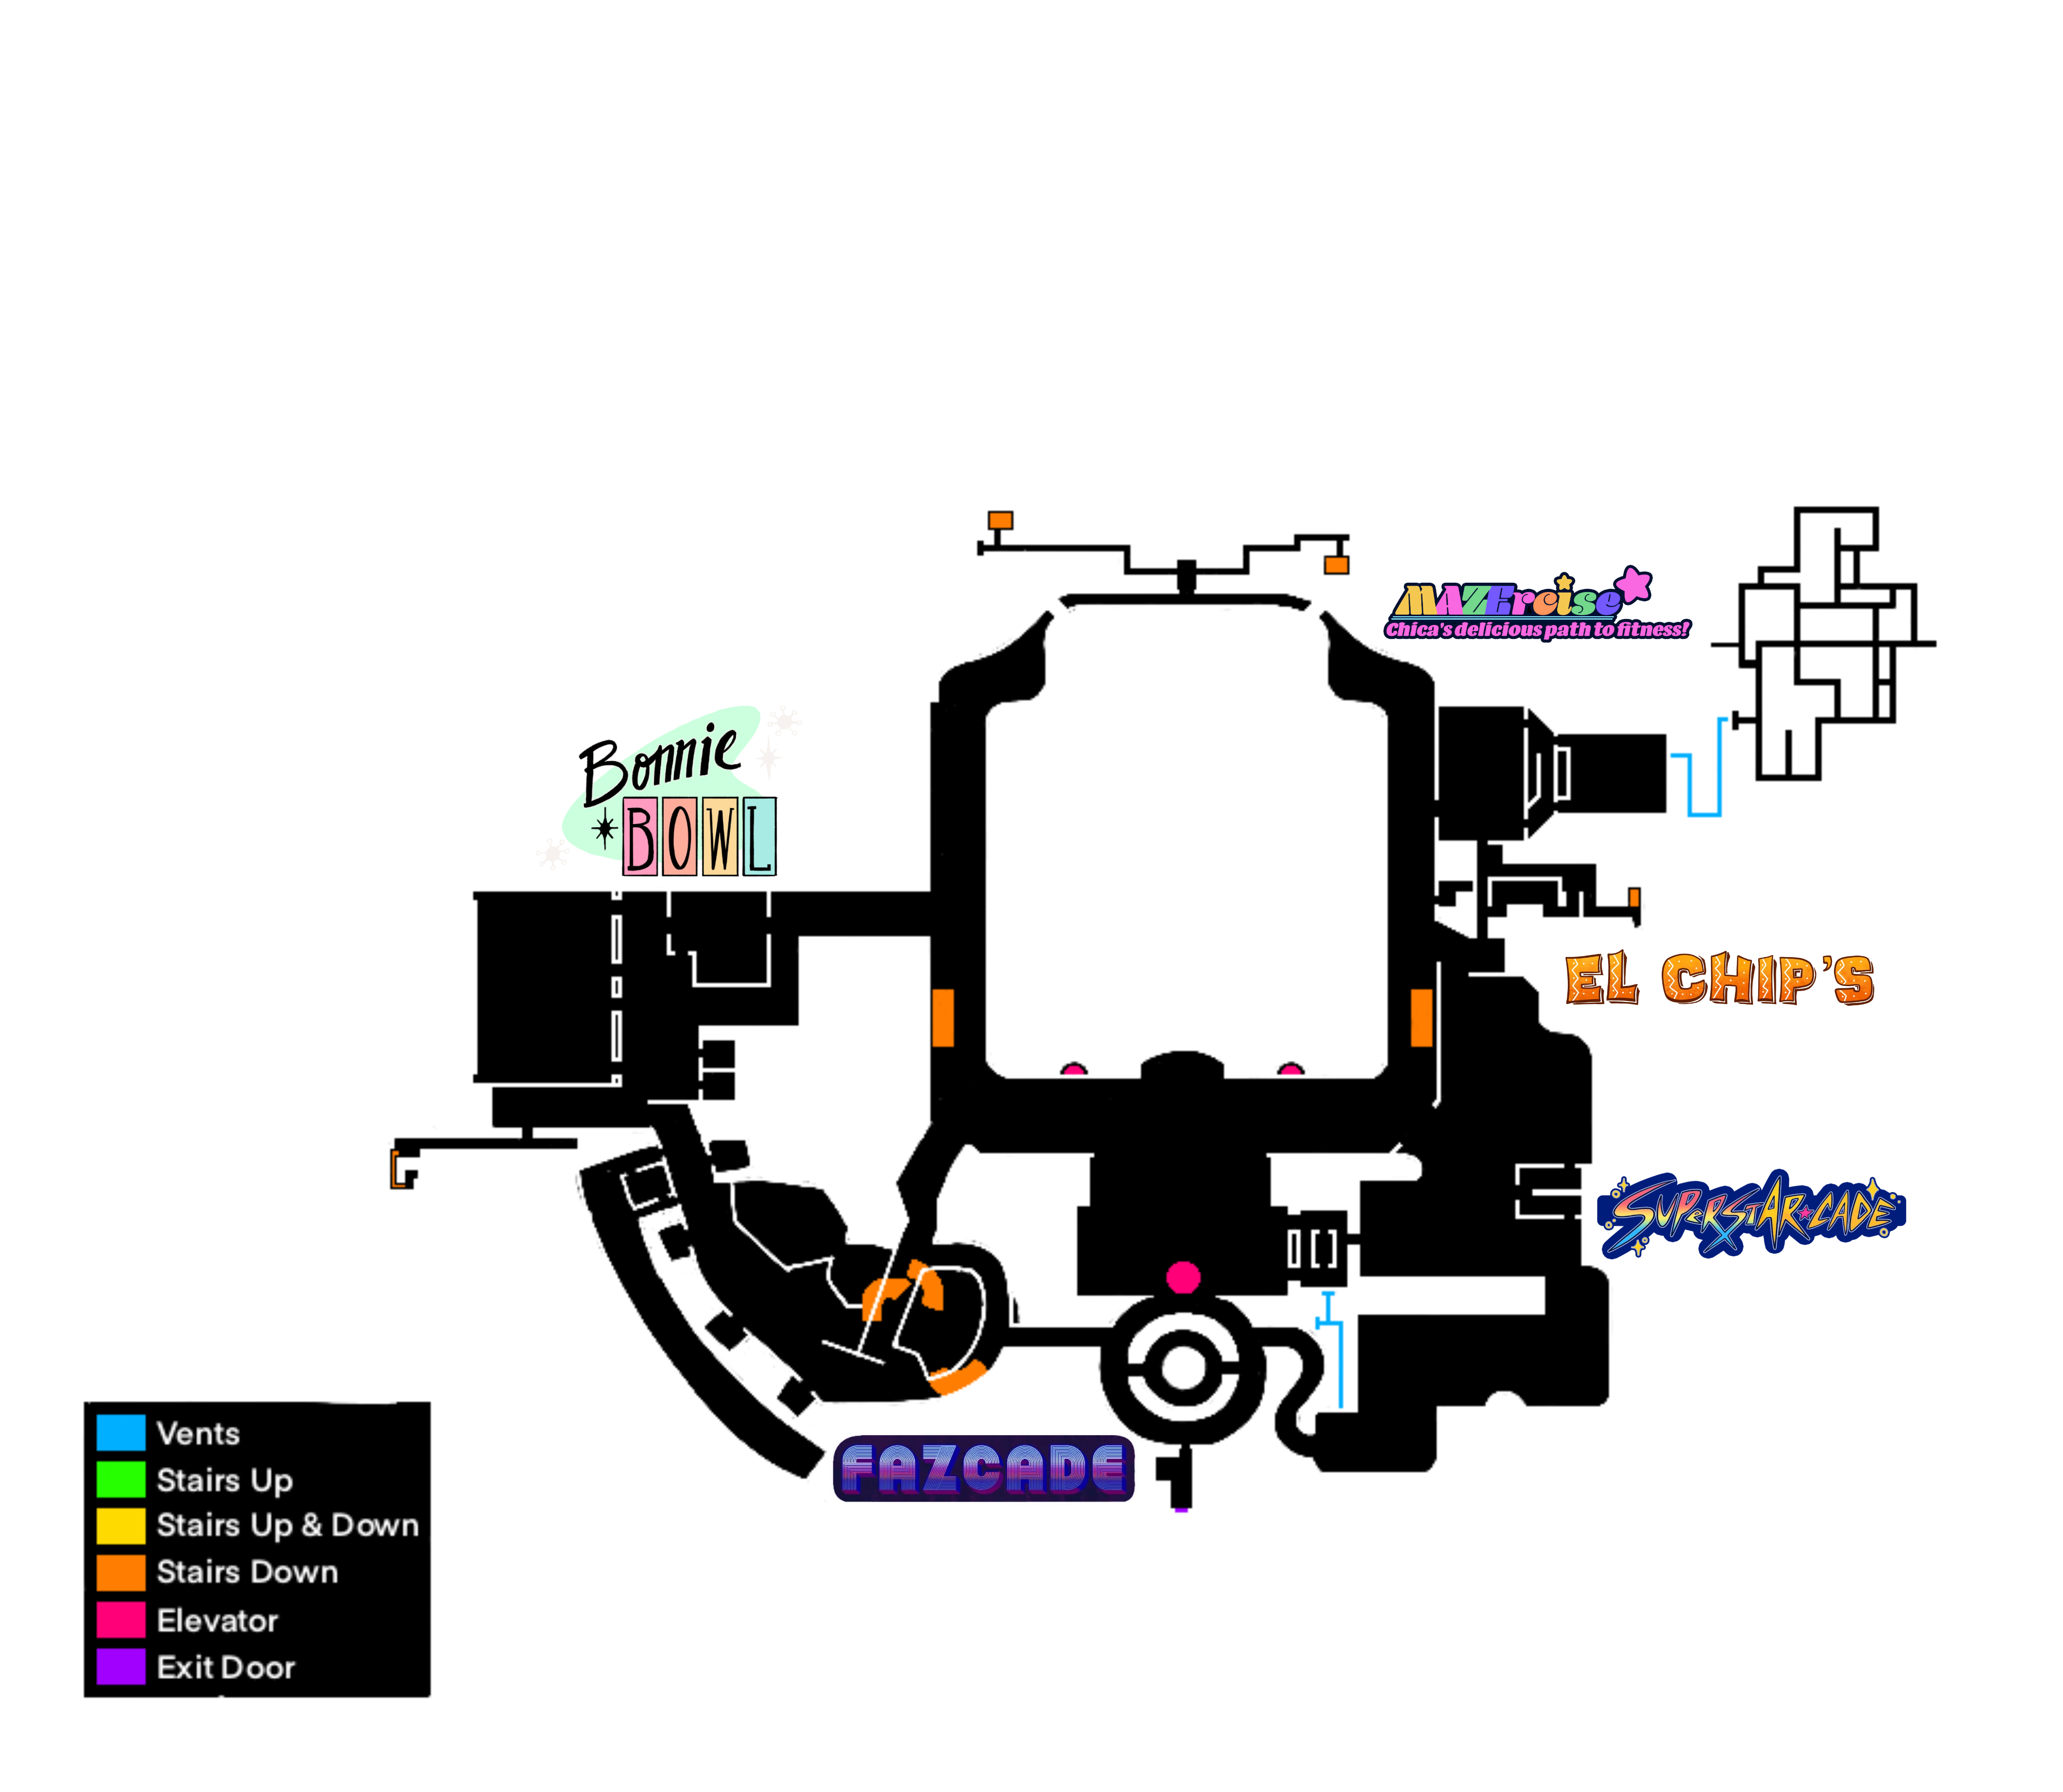 MAZErcise
Chica's delicious path to fitness!
Bonnie
BOWL
EL CHIP'S
SUPERSTAR★CADE
FAZCADE
Vents
Stairs Up
Stairs Up & Down
Stairs Down
Elevator
Exit Door